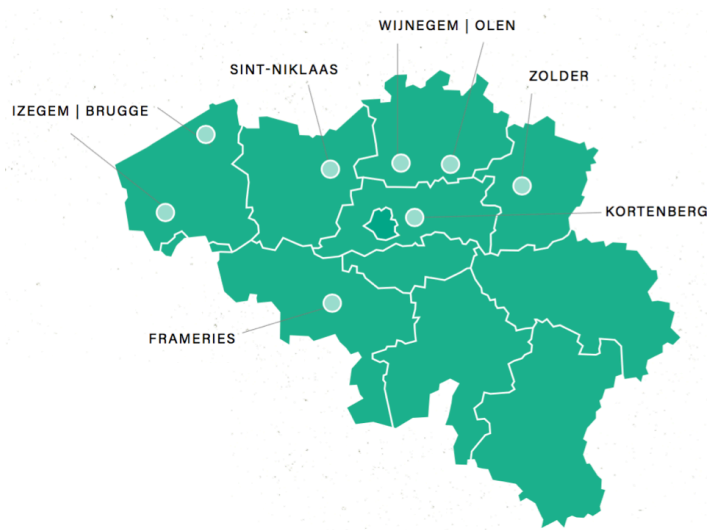 WIJNEGEM | OLEN
SINT-NIKLAAS
ZOLDER
IZEGEM | BRUGGE
KORTENBERG
FRAMERIES